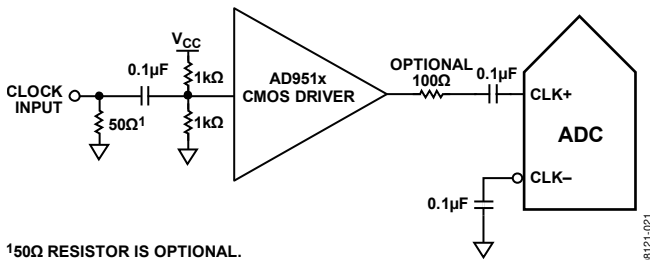 VCC
0.1µF
1kΩ
CLOCK
INPUT
50Ω1
1kΩ
AD951x
CMOS DRIVER
OPTIONAL
100Ω
0.1µF
CLK+
ADC
CLK–
0.1µF
150Ω RESISTOR IS OPTIONAL.
8121-021